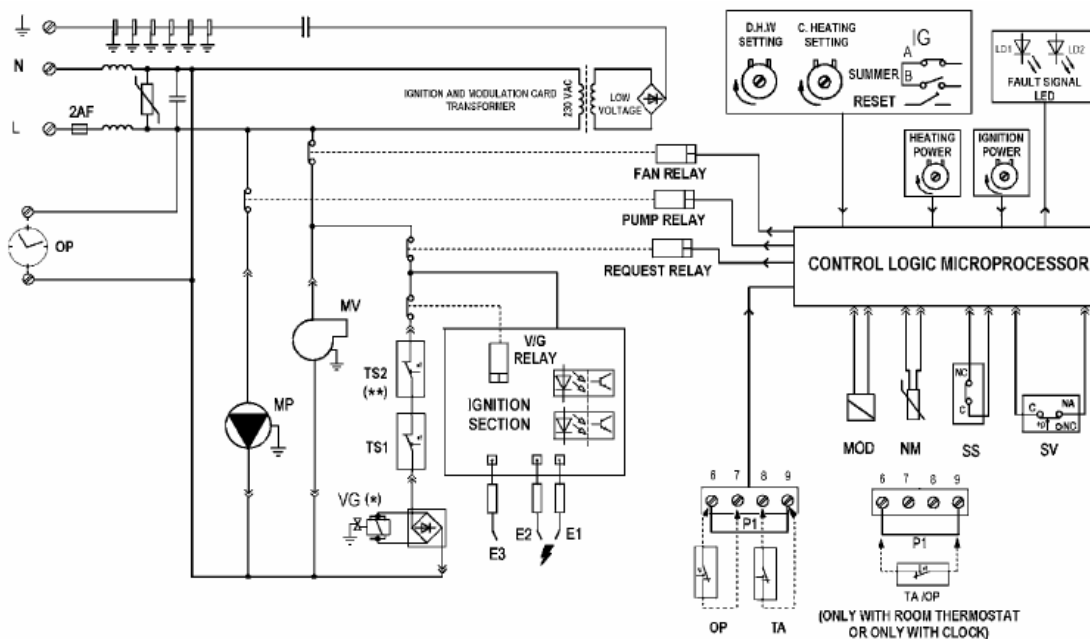 N
L
2AF
IGNITION AND MODULATION CARD
TRANSFORMER
230 VAC
LOW
VOLTAGE
D.H.W
SETTING
C. HEATING
SETTING
IG
A
SUMMER
B
RESET
LD1
LD2
FAULT SIGNAL
LED
HEATING
POWER
IGNITION
POWER
FAN RELAY
PUMP RELAY
REQUEST RELAY
CONTROL LOGIC MICROPROCESSOR
OP
MV
MP
TS2
(**)
TS1
VG (*)
V/G
RELAY
IGNITION
SECTION
E3
E2
E1
MOD
NM
NC
C
SS
C
NA
NC
SV
6 7 8 9
P1
OP
TA
6 7 8 9
P1
TA /OP
(ONLY WITH ROOM THERMOSTAT
OR ONLY WITH CLOCK)